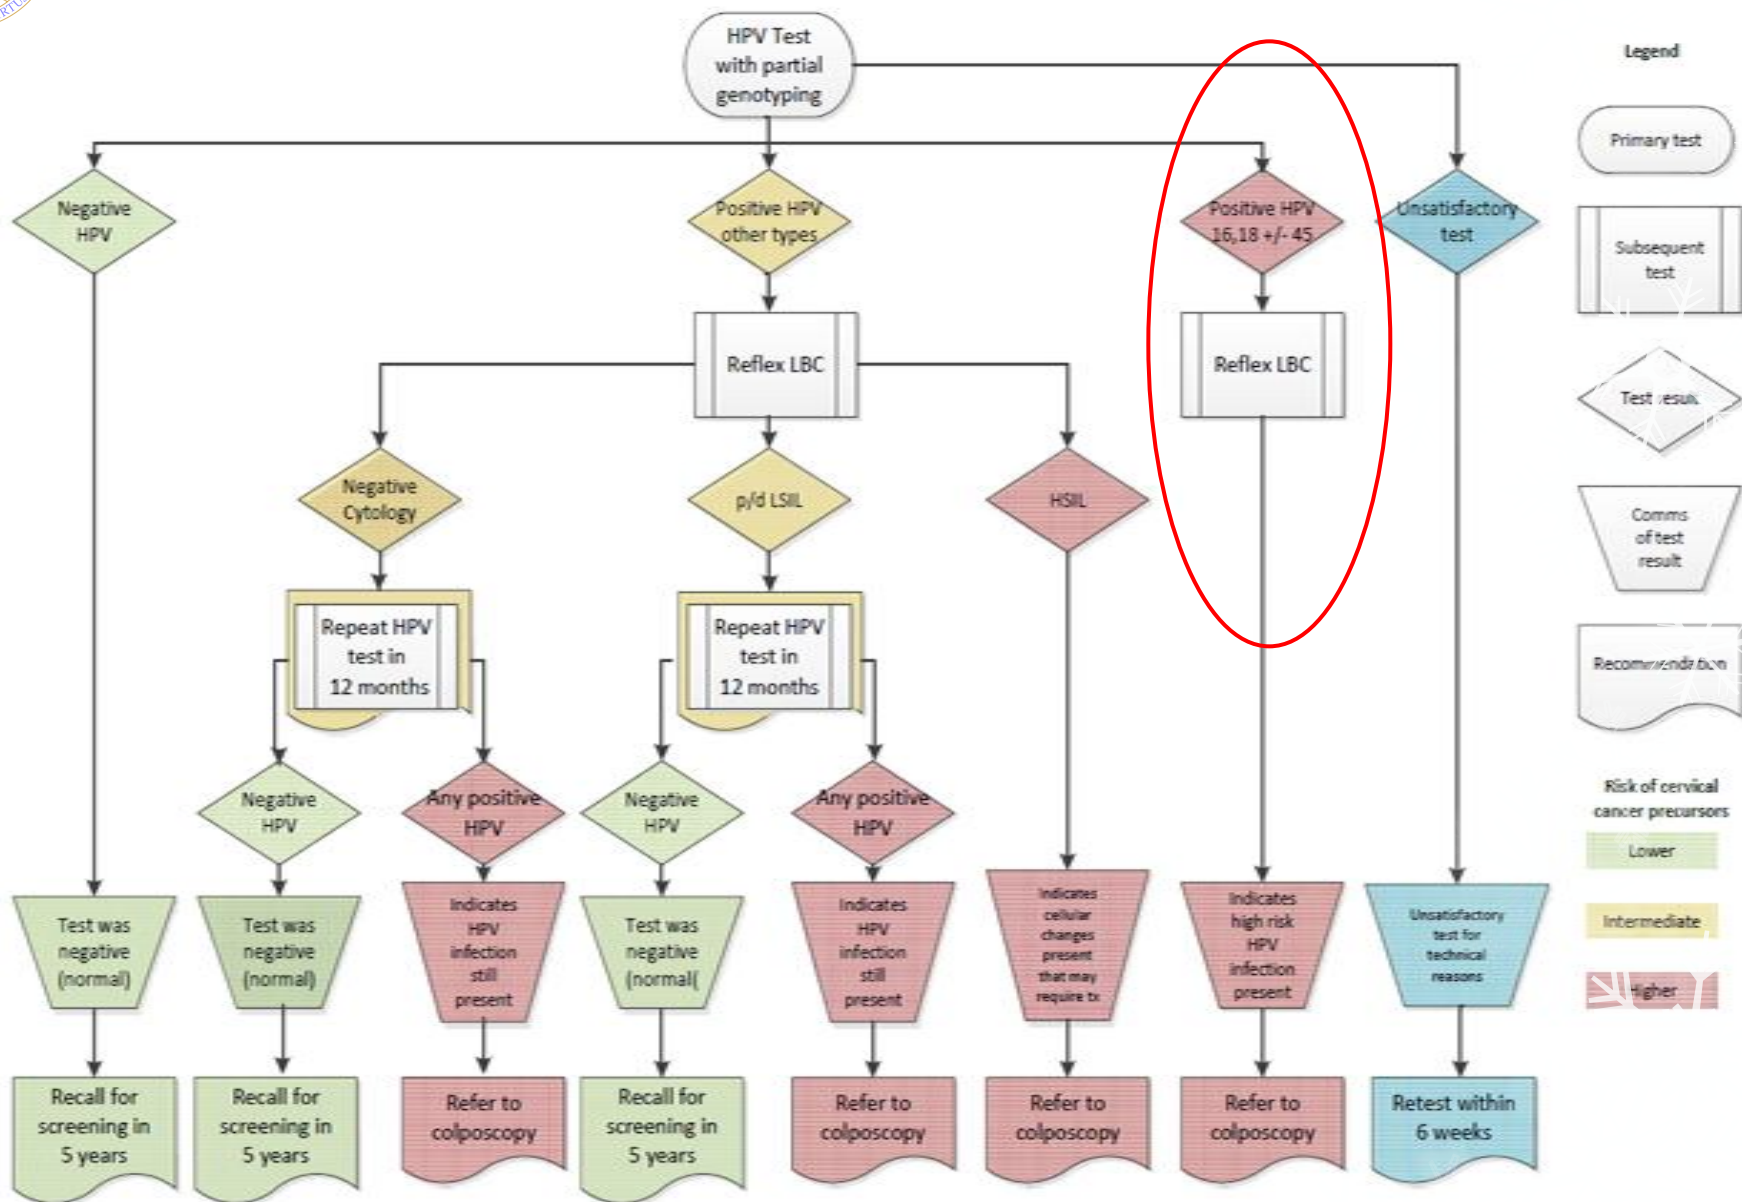 HPV Test
with partial
genotyping
Negative
HPV
Positive HPV
other types
Positive HPV
16,18 +/- 45
Unsatisfactory
test
Reflex LBC
Reflex LBC
Negative
Cytology
p/d LSIL
HSIL
Repeat HPV
test in
12 months
Repeat HPV
test in
12 months
Negative
HPV
Any positive
HPV
Negative
HPV
Any positive
HPV
Test was
negative
(normal)
Test was
negative
(normal)
Indicates
HPV
infection
still
present
Test was
negative
(normal(
Indicates
HPV
infection
still
present
Indicates
cellular
changes
present
that may
require tx
Indicates
high risk
HPV
infection
present
Unsatisfactory
test for
technical
reasons
Recall for
screening in
5 years
Recall for
screening in
5 years
Refer to
colposcopy
Recall for
screening in
5 years
Refer to
colposcopy
Refer to
colposcopy
Refer to
colposcopy
Retest within
6 weeks
Legend
Primary test
Subsequent
test
Test result
Comms
of test
result
Recommendation
Risk of cervical
cancer precursors
Lower
Intermediate
Higher